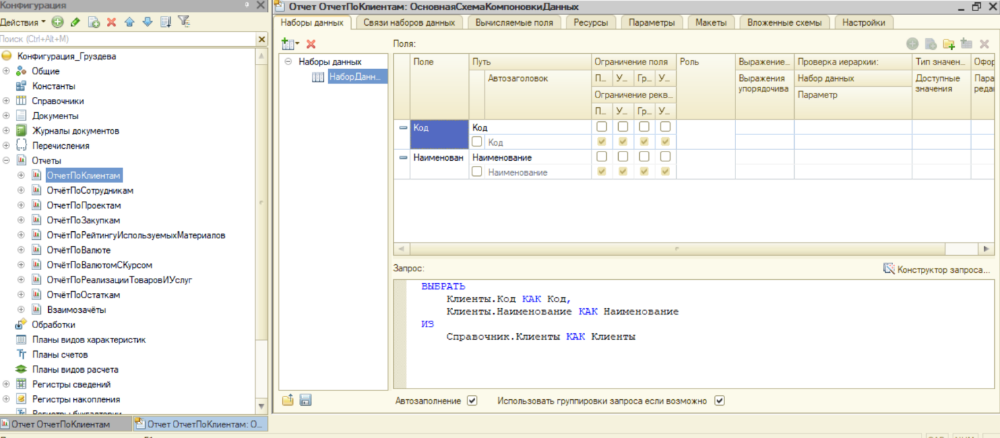 Конфигурация
Действия
Поиск (Ctrl+Alt+M)
Конфигурация_Груздева
Общие
Константы
Справочники
Документы
Журналы документов
Перечисления
Отчеты
ОтчетПоКлиентам
ОтчётПоСотрудникам
ОтчётПоПроектам
ОтчётПоЗакупкам
ОтчётПоРейтингуИспользуемыхМатериалов
ОтчётПоВалюте
ОтчётПоВалютомСКурсом
ОтчётПоРеализацииТоваровИУслуг
ОтчётПоОстаткам
Взаимозачёты
Обработки
Планы видов характеристик
Планы счетов
Планы видов расчета
Регистры сведений
Регистры накопления
Отчет ОтчетПоКлиентам
Отчет ОтчетПоКлиентам: О...
Отчет ОтчетПоКлиентам: ОсновнаяСхемаКомпоновкиДанных
Наборы данных Связи наборов данных Вычисляемые поля Ресурсы Параметры Макеты Вложенные схемы Настройки
Поля:
Наборы данных
НаборДанн...
Поле Путь Ограничение поля Роль Выражение... Проверка иерархии: Тип значен... Офор
Автозаголовок П... У... Гр... У... Выражения упорядочива Набор данных Доступные значения Пара редак
Ограничение рекв... Параметр
П... У... Гр... У...
Код Код
Код
Наименован Наименование
Наименование
Запрос:
Конструктор запроса...
ВЫБРАТЬ
Клиенты.Код КАК Код,
Клиенты.Наименование КАК Наименование
ИЗ
Справочник.Клиенты КАК Клиенты
Автозаполнение Использовать группировки запроса если возможно